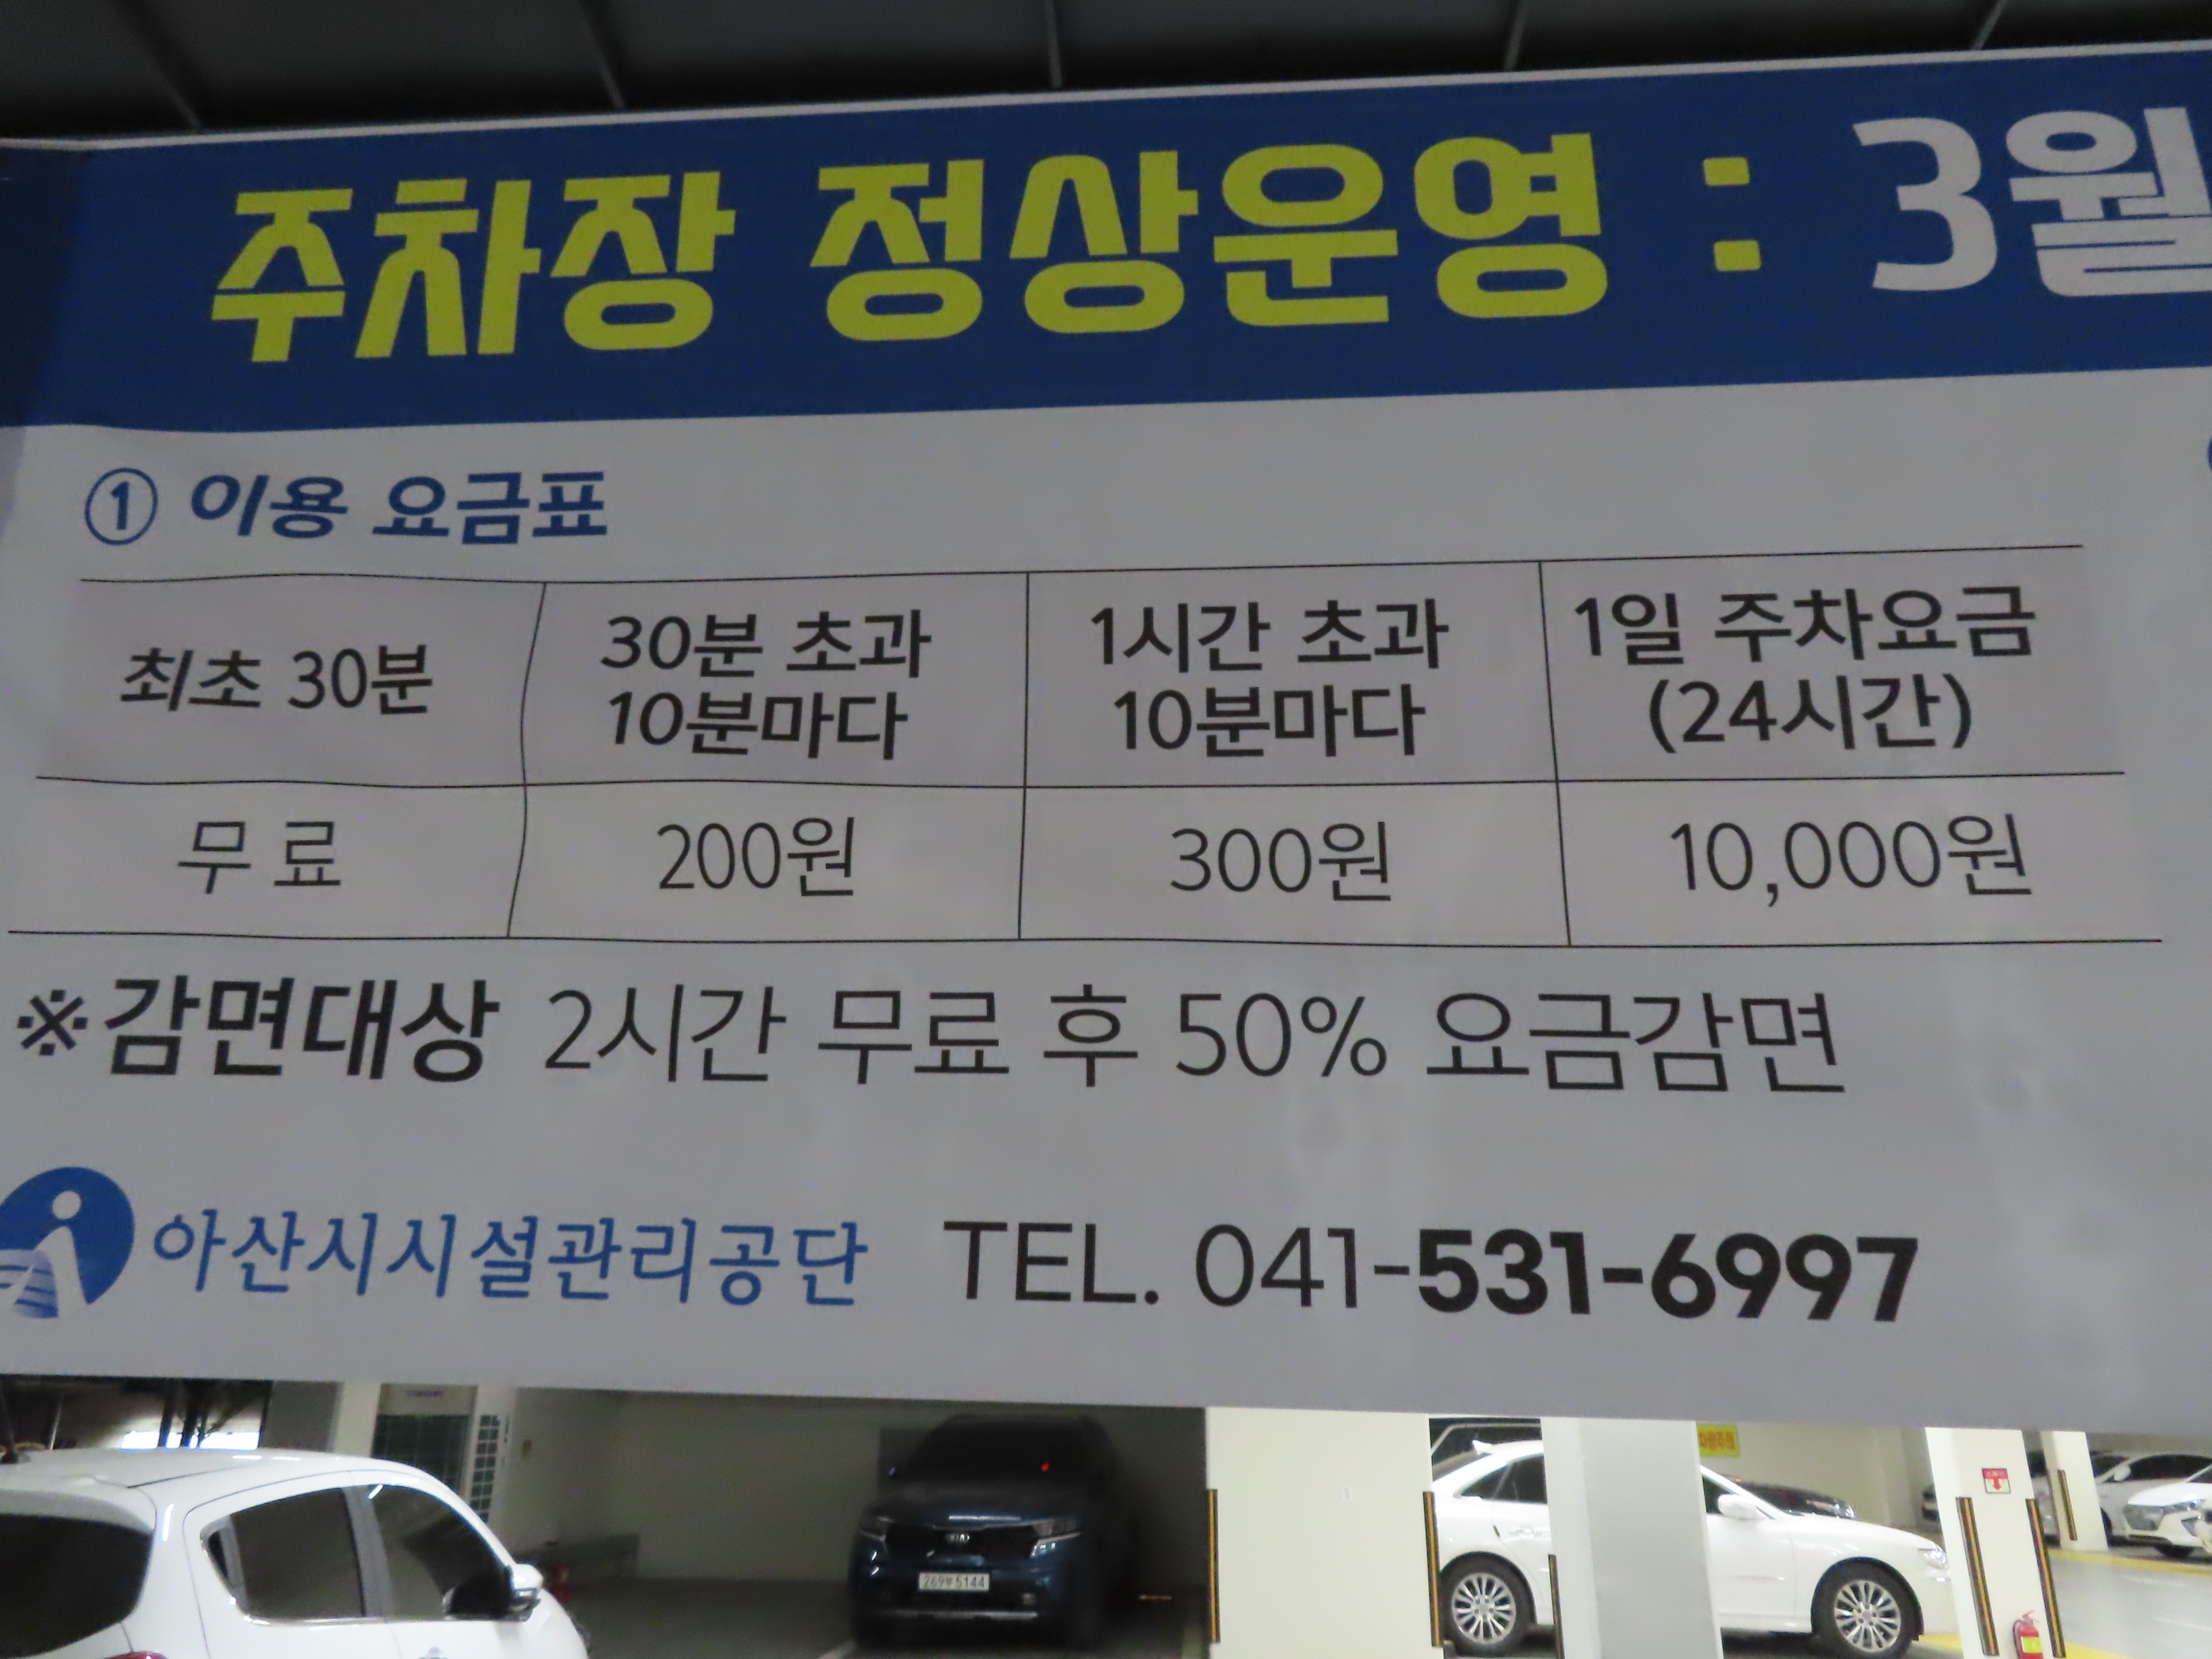 주차장 정상운영 : 3월
① 이용 요금표
최초 30분
30분 초과
10분마다
1시간 초과
10분마다
1일 주차요금
(24시간)
무료
200원
300원
10,000원
※감면대상 2시간 무료 후 50% 요금감면
아산시시설관리공단 TEL. 041-531-6997
KIA